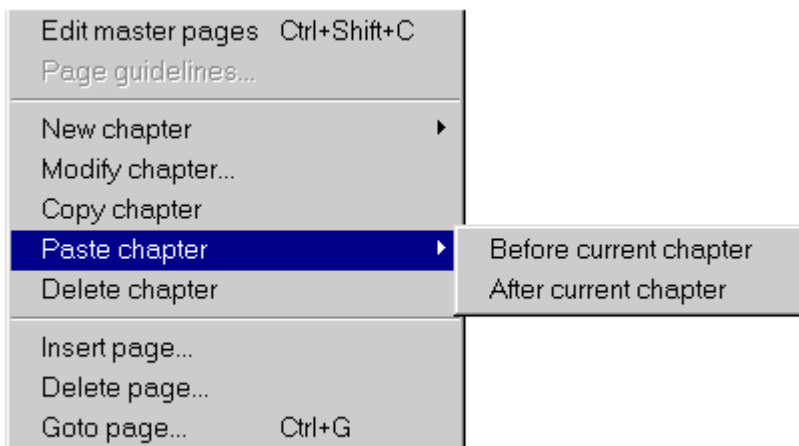 Edit master pages Ctrl+Shift+C
Page guidelines...
New chapter
Modify chapter...
Copy chapter
Paste chapter
Before current chapter
Delete chapter
After current chapter
Insert page...
Delete page...
Goto page... Ctrl+G